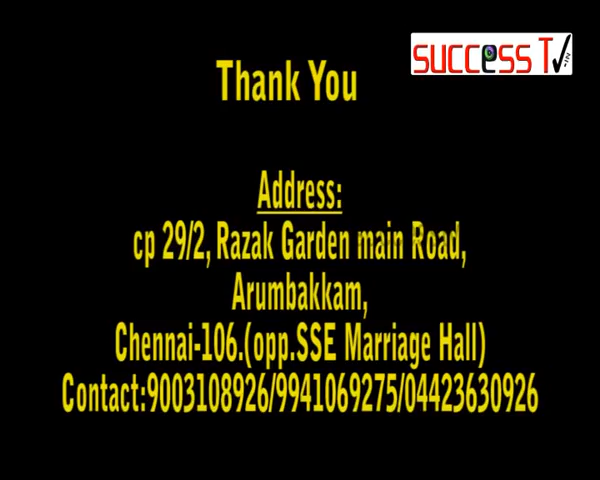 SUCCESS TV.IN
Thank You
Address:
cp 29/2, Razak Garden main Road,
Arumbakkam,
Chennai-106.(opp.SSE Marriage Hall)
Contact:9003108926/9941069275/04423630926